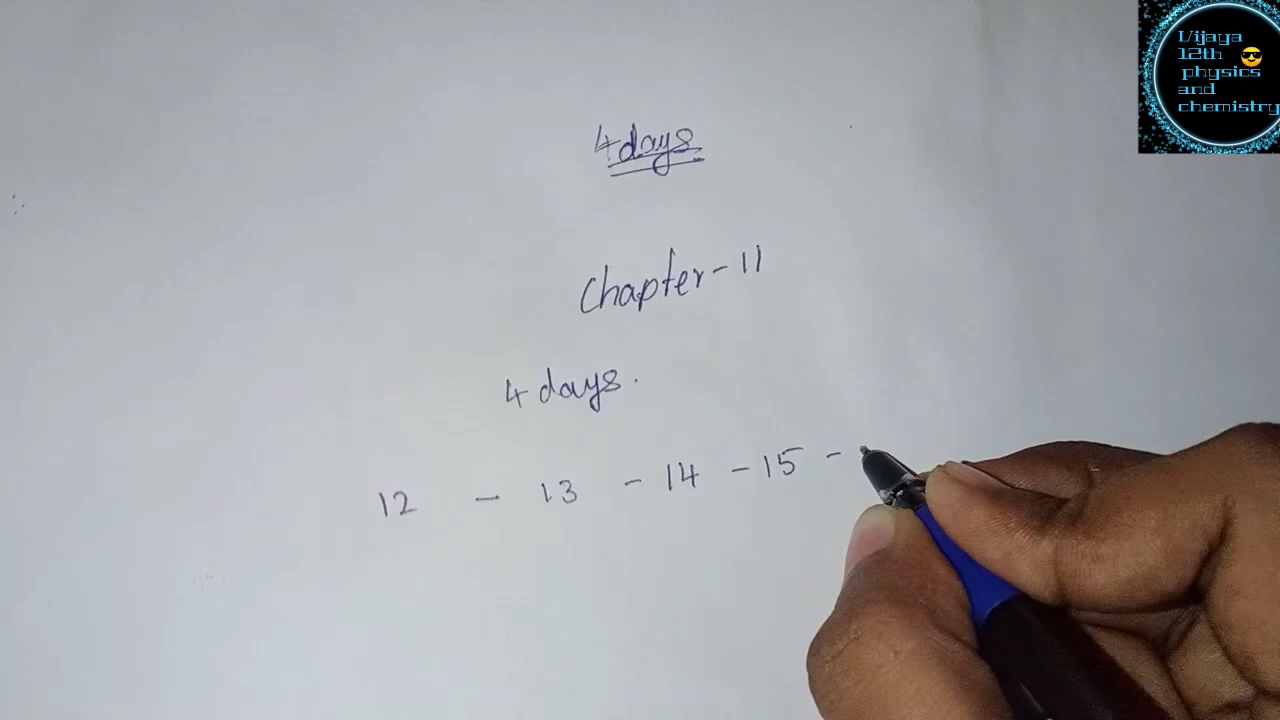 Vijaya
12th 😎
physics
and
chemistry
4 days
Chapter - 11
4 days.
12 - 13 - 14 - 15 -